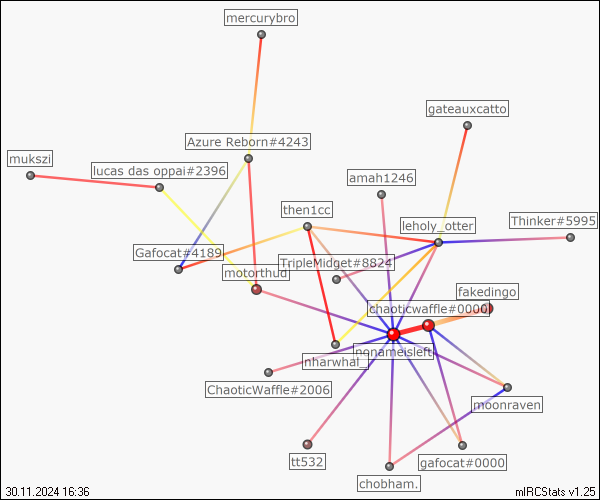 mercurybro
gateauxcatto
Azure Reborn#4243
mukszi
lucas das oppai#2396
amah1246
then1cc
leholy_otter
Thinker#5995
Gafocat#4189
TripleMidget#8824
motorthud
fakedingo
chaoticwaffle#0000
nonameisleft
nharwhal_
ChaoticWaffle#2006
moonraven
tt532
gafocat#0000
chobham.
30.11.2024 16:36
mIRCStats v1.25